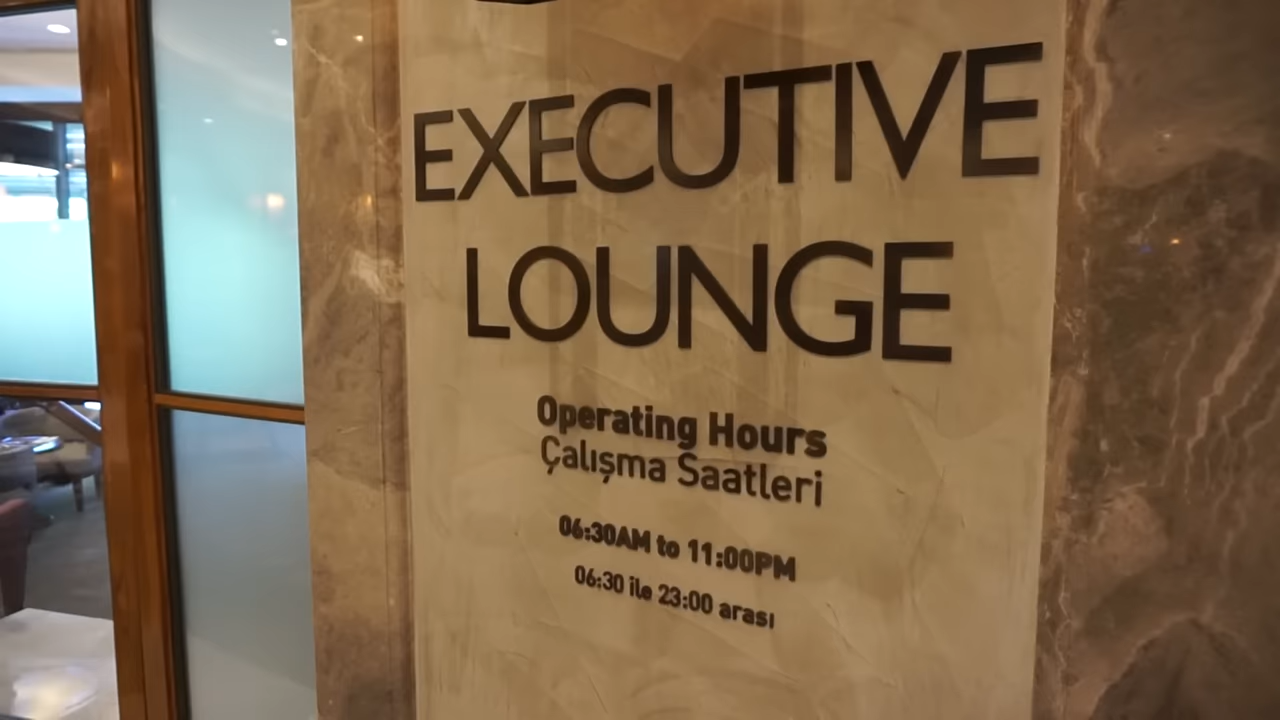 EXECUTIVE
LOUNGE
Operating Hours
Çalışma Saatleri
06:30AM to 11:00PM
06:30 ile 23:00 arası